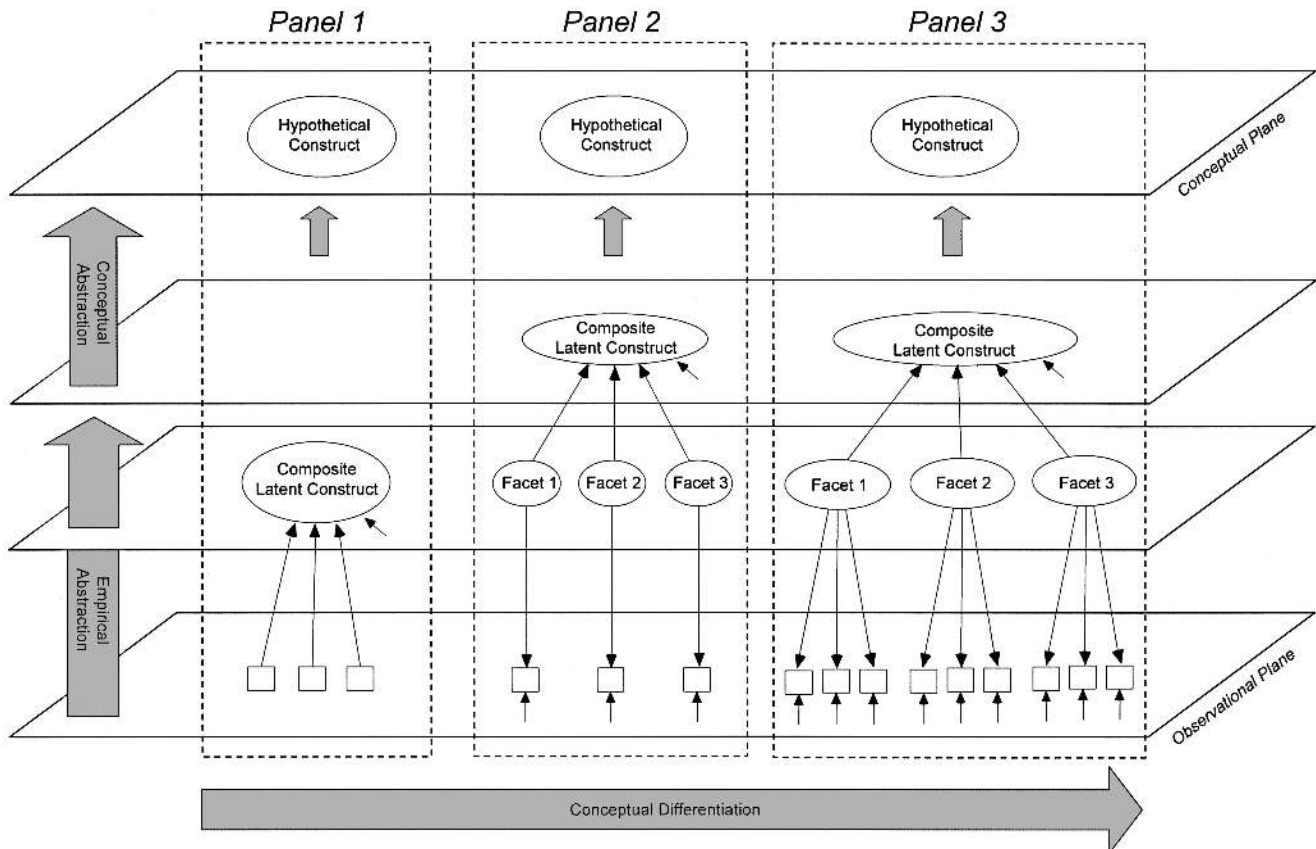 Panel 1
Panel 2
Panel 3
Hypothetical
Construct
Hypothetical
Construct
Hypothetical
Construct
Conceptual Plane
Conceptual
Abstraction
Composite
Latent Construct
Composite
Latent Construct
Composite
Latent Construct
Facet 1
Facet 2
Facet 3
Facet 1
Facet 2
Facet 3
Empirical
Abstraction
Observational Plane
Conceptual Differentiation